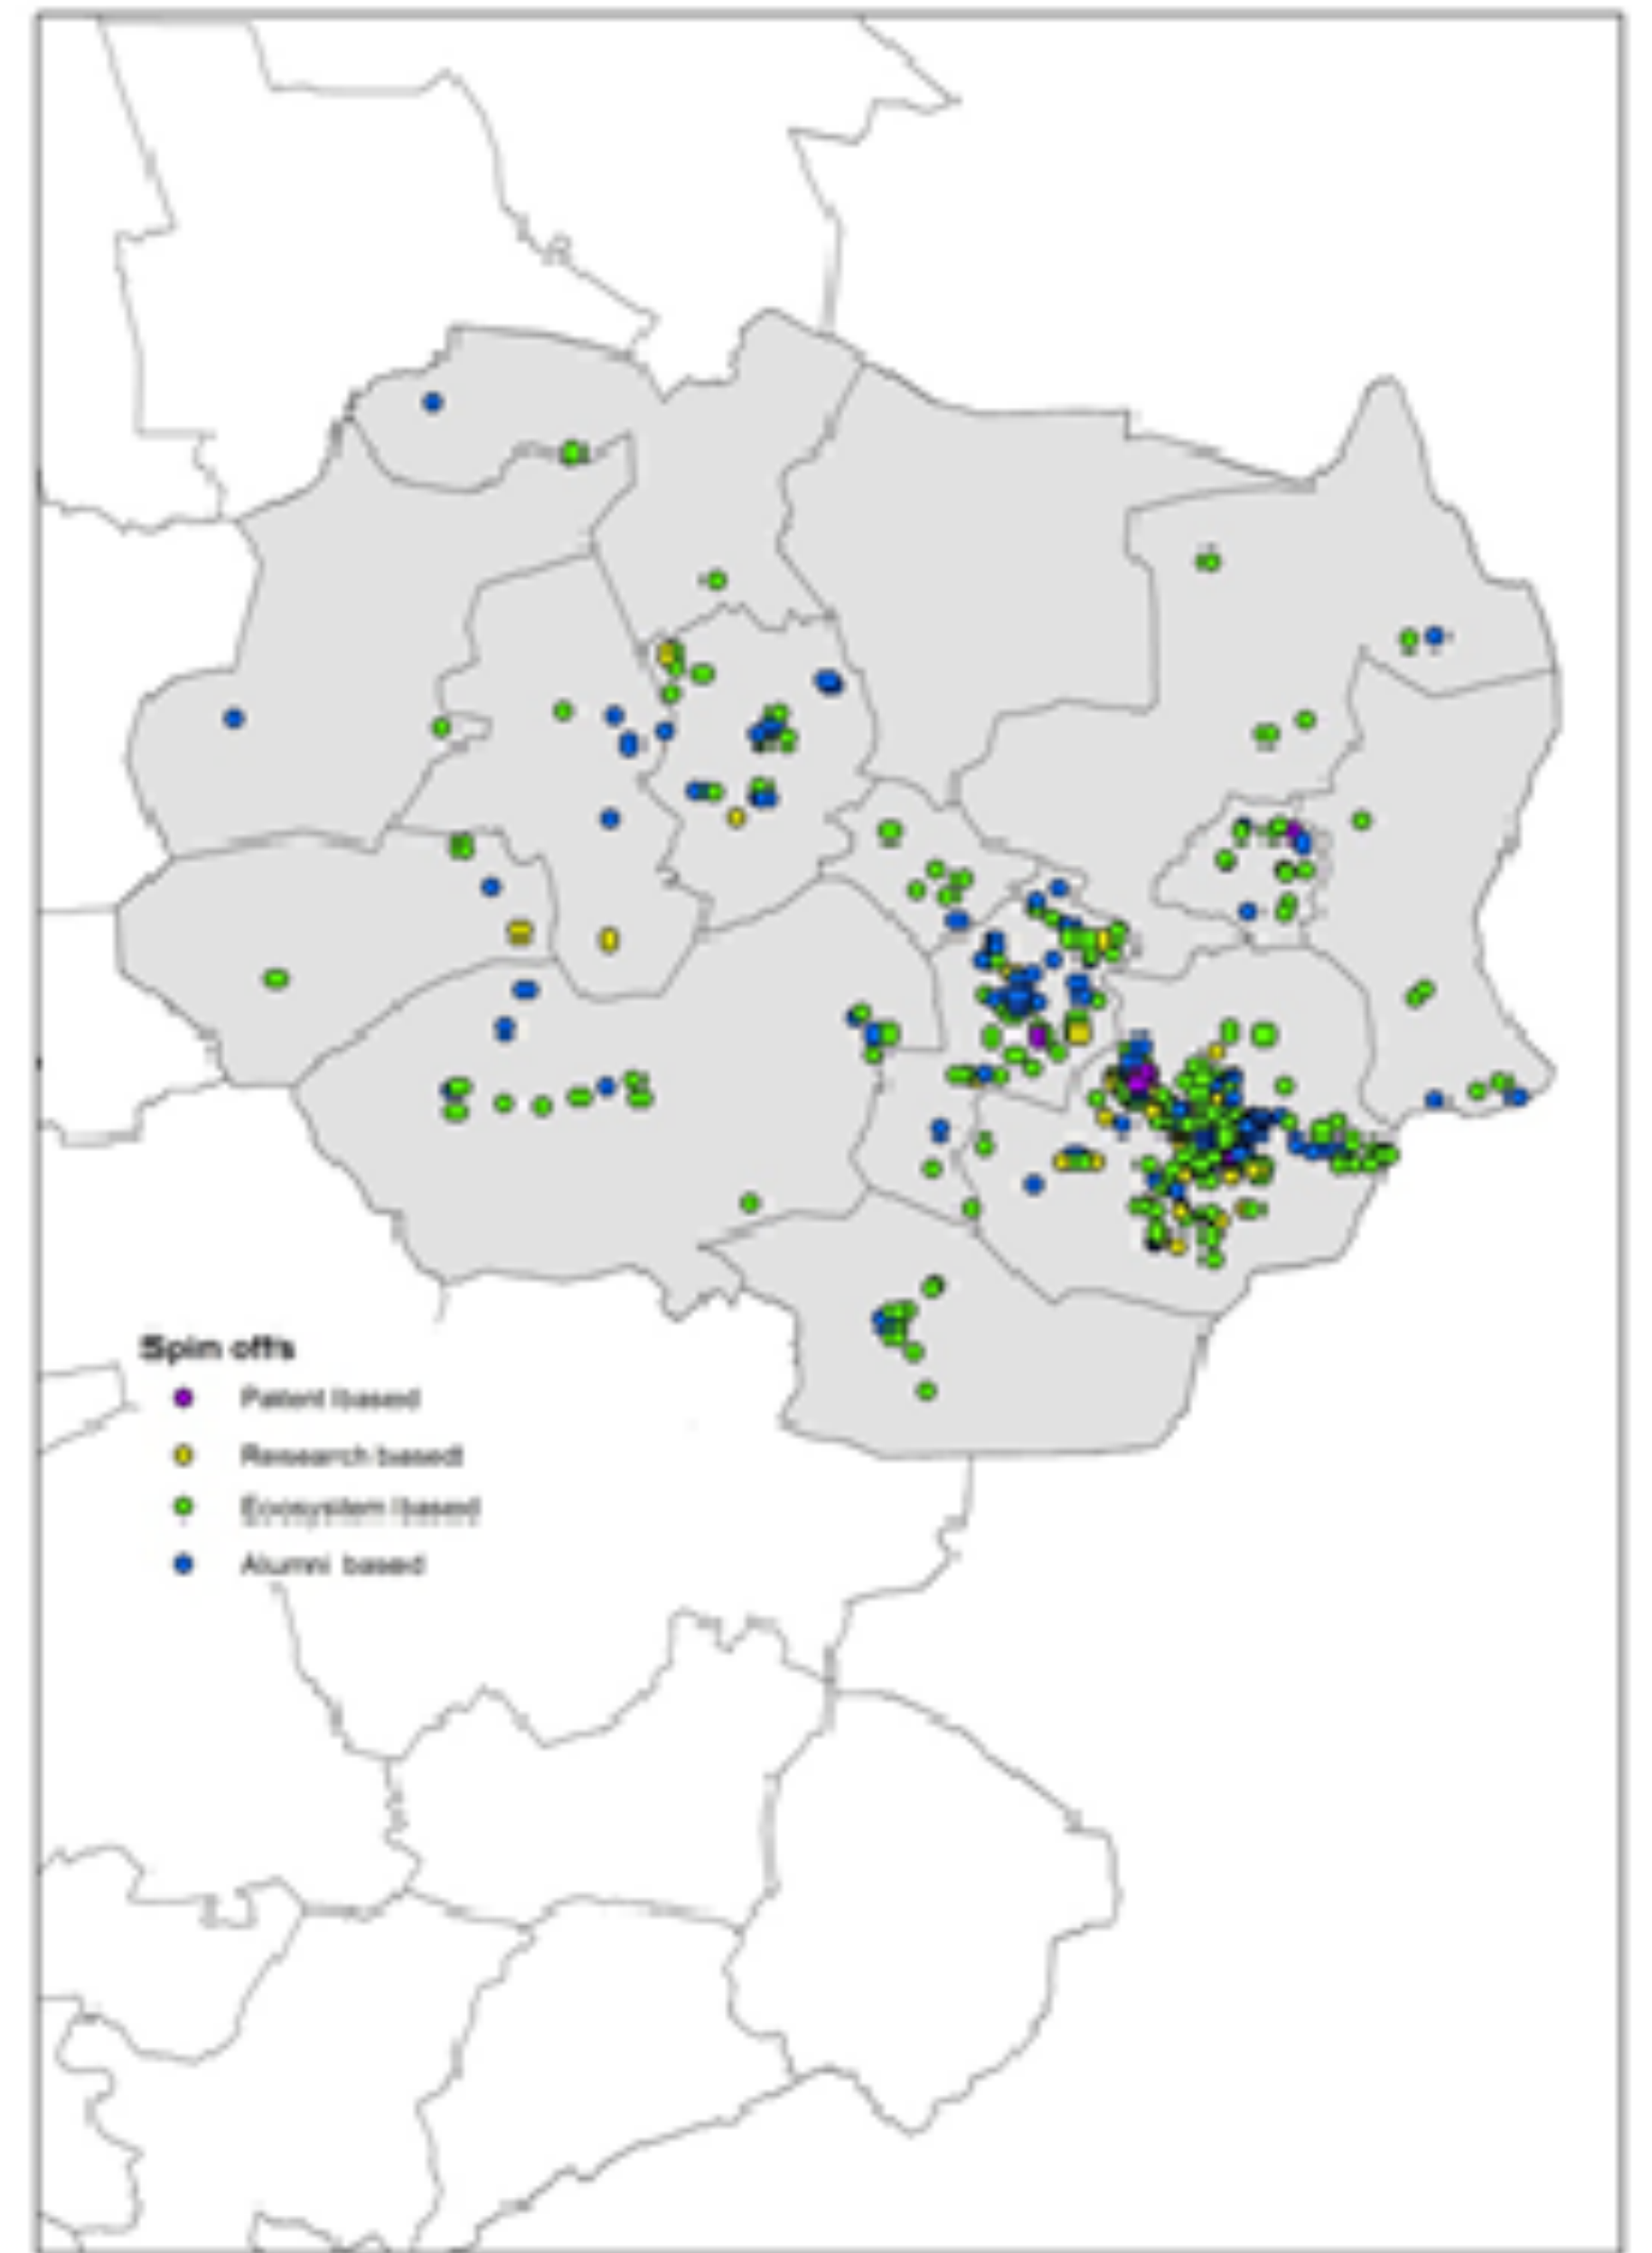 Spin offs
Patent based
Research based
Ecosystem based
Alumni based